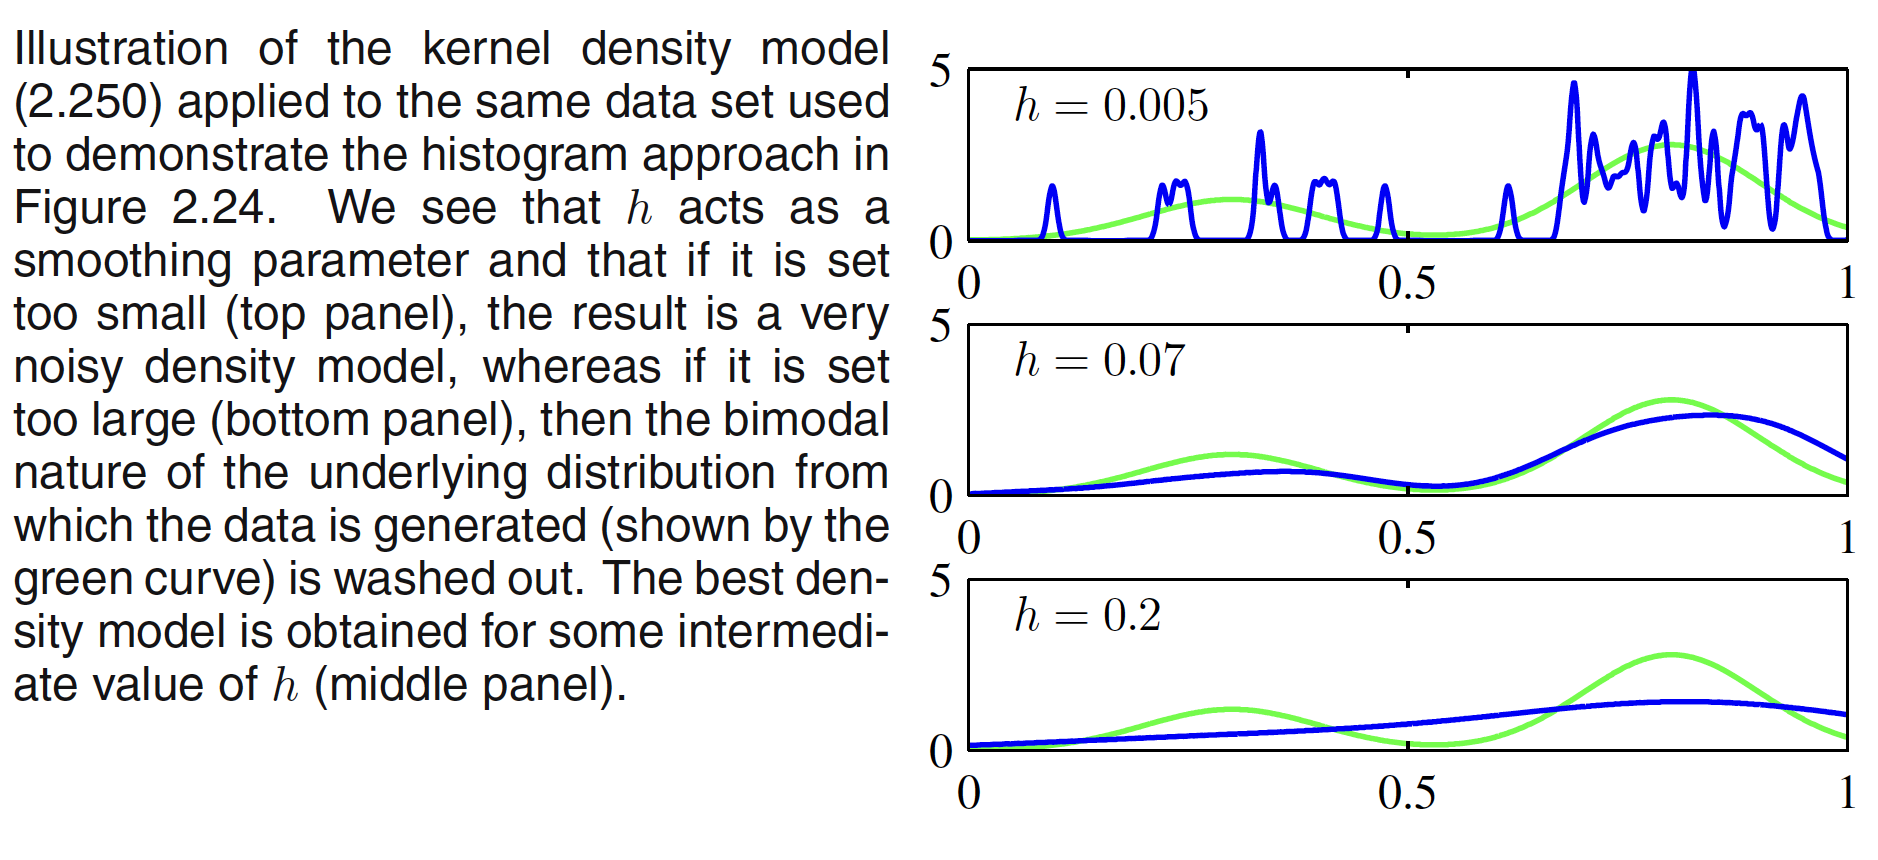 Illustration of the kernel density model
(2.250) applied to the same data set used
to demonstrate the histogram approach in
Figure 2.24. We see that h acts as a
smoothing parameter and that if it is set
too small (top panel), the result is a very
noisy density model, whereas if it is set
too large (bottom panel), then the bimodal
nature of the underlying distribution from
which the data is generated (shown by the
green curve) is washed out. The best den-
sity model is obtained for some intermedi-
ate value of h (middle panel).
5
h = 0.005
0
0 0.5 1
5
h = 0.07
0
0 0.5 1
5
h = 0.2
0
0 0.5 1